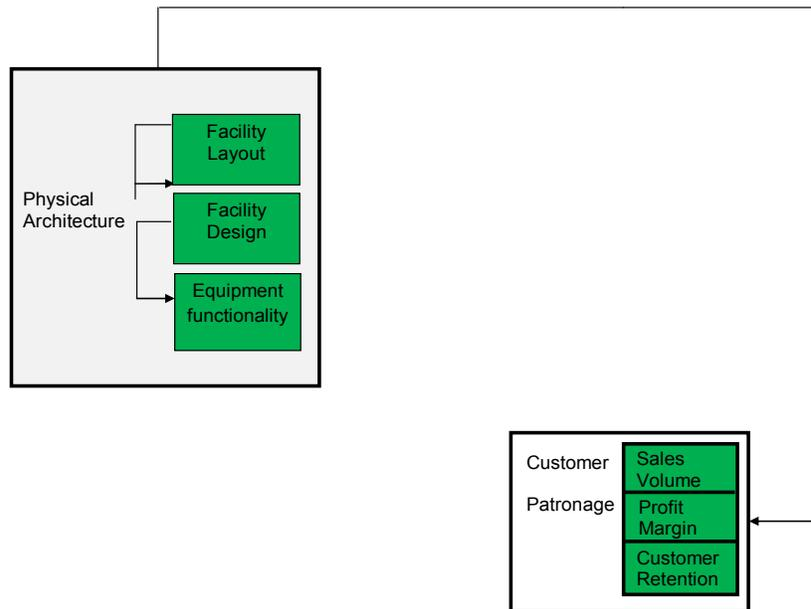 Facility
Layout
Physical
Architecture
Facility
Design
Equipment
functionality
Customer
Patronage
Sales
Volume
Profit
Margin
Customer
Retention